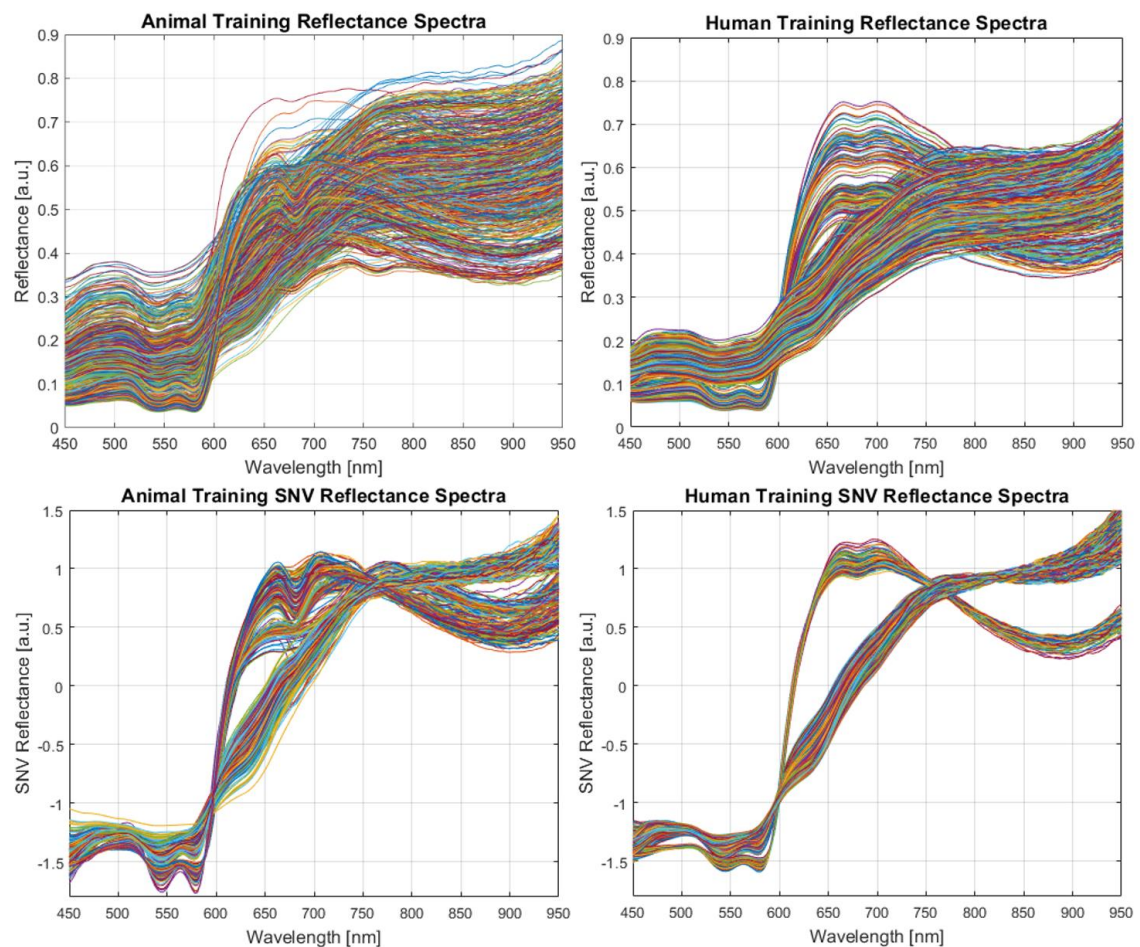 Animal Training Reflectance Spectra
0.9
0.8
0.7
0.6
0.5
0.4
0.3
0.2
0.1
0
Reflectance [a.u.]
450 500 550 600 650 700 750 800 850 900 950
Wavelength [nm]
Human Training Reflectance Spectra
0.9
0.8
0.7
0.6
0.5
0.4
0.3
0.2
0.1
0
Reflectance [a.u.]
450 500 550 600 650 700 750 800 850 900 950
Wavelength [nm]
Animal Training SNV Reflectance Spectra
1.5
1
0.5
0
-0.5
-1
-1.5
SNV Reflectance [a.u.]
450 500 550 600 650 700 750 800 850 900 950
Wavelength [nm]
Human Training SNV Reflectance Spectra
1.5
1
0.5
0
-0.5
-1
-1.5
SNV Reflectance [a.u.]
450 500 550 600 650 700 750 800 850 900 950
Wavelength [nm]